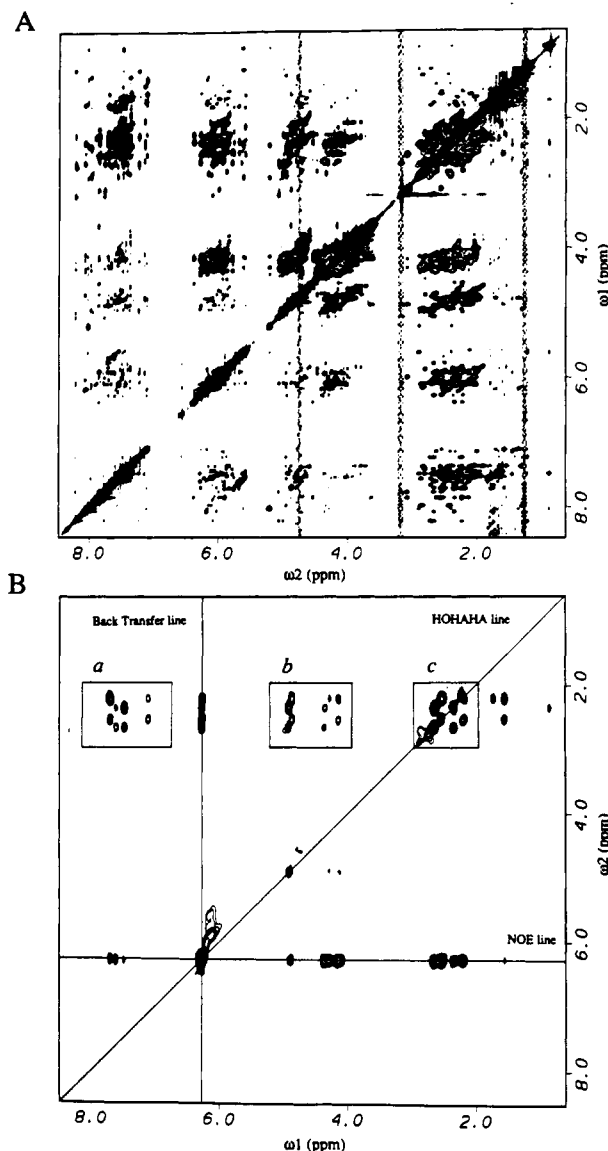 A
2.0
4.0
6.0
8.0
ω1 (ppm)
8.0 6.0 4.0 2.0
ω2 (ppm)
B
Back Transfer line HOHAHA line
a b c
2.0
4.0
6.0
8.0
ω2 (ppm)
NOE line
8.0 6.0 4.0 2.0
ω1 (ppm)